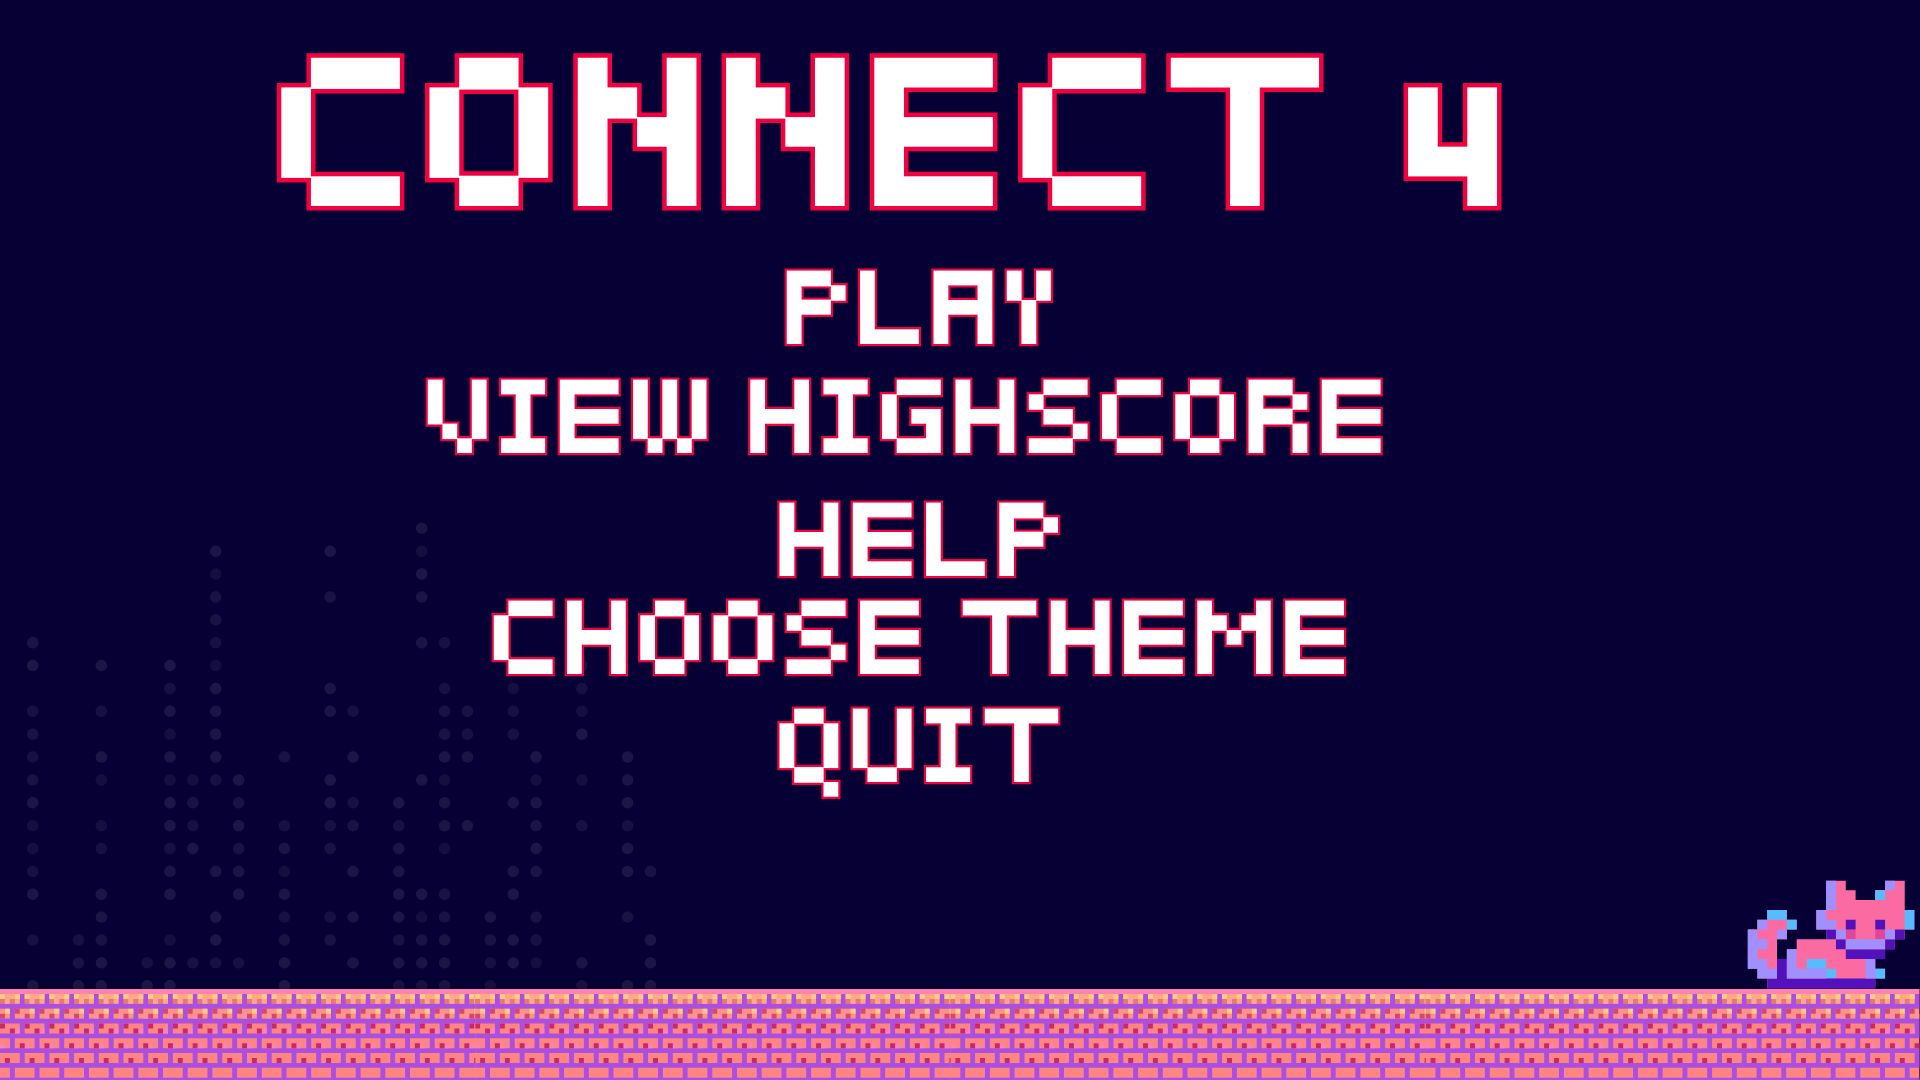 CONNECT 4
PLAY
VIEW HIGHSCORE
HELP
CHOOSE THEME
QUIT